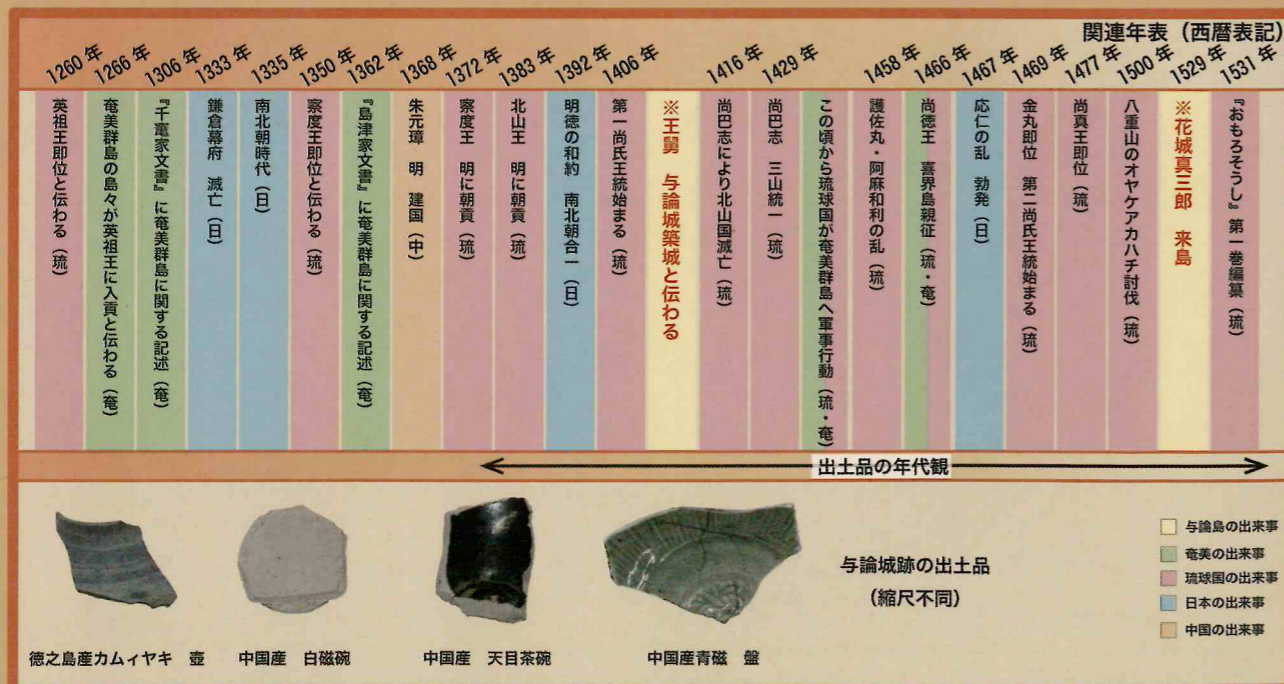 関連年表（西暦表記）
1260年
英祖王即位と伝わる（琉）
1266年
奄美群島の島々が英祖王に入貢と伝わる（奄）
1306年
『千竈家文書』に奄美群島に関する記述（奄）
1333年
鎌倉幕府　滅亡（日）
1335年
南北朝時代（日）
1350年
察度王即位と伝わる（琉）
1362年
『島津家文書』に奄美群島に関する記述（奄）
1368年
朱元璋　明　建国（中）
1372年
察度王　明に朝貢（琉）
1383年
北山王　明に朝貢（琉）
1392年
明徳の和約　南北朝合一（日）
1406年
第一尚氏王統始まる（琉）
※王舅　与論城築城と伝わる
1416年
尚巴志により北山国滅亡（琉）
1429年
尚巴志　三山統一（琉）
この頃から琉球国が奄美群島へ軍事行動（琉・奄）
1458年
護佐丸・阿麻和利の乱（琉）
1466年
尚徳王　喜界島親征（琉・奄）
1467年
応仁の乱　勃発（日）
1469年
金丸即位　第二尚氏王統始まる（琉）
1477年
尚真王即位（琉）
1500年
八重山のオヤケアカハチ討伐（琉）
1529年
※花城真三郎　来島
1531年
『おもろそうし』第一巻編纂（琉）
出土品の年代観
徳之島産カムィヤキ　壺
中国産　白磁碗
中国産　天目茶碗
中国産青磁　盤
与論城跡の出土品
（縮尺不同）
与論島の出来事
奄美の出来事
琉球国の出来事
日本の出来事
中国の出来事